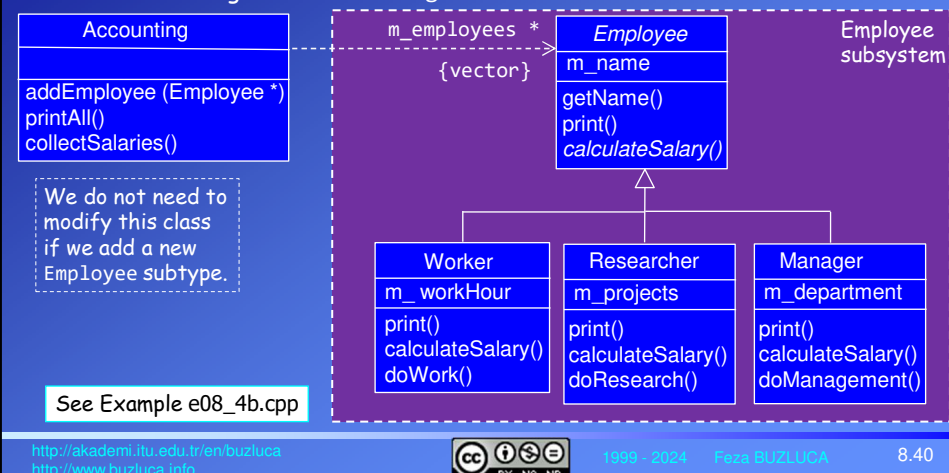 Accounting
addEmployee (Employee *)
printAll()
collectSalaries()
m_employees *
{vector}
Employee
m_name
getName()
print()
calculateSalary()
Employee
subsystem
We do not need to
modify this class
if we add a new
Employee subtype.
Worker
m_ workHour
print()
calculateSalary()
doWork()
Researcher
m_projects
print()
calculateSalary()
doResearch()
Manager
m_department
print()
calculateSalary()
doManagement()
See Example e08_4b.cpp
http://akademi.itu.edu.tr/en/buzluca
http://www.buzluca.info
cc
1999 - 2024 Feza BUZLUCA
8.40